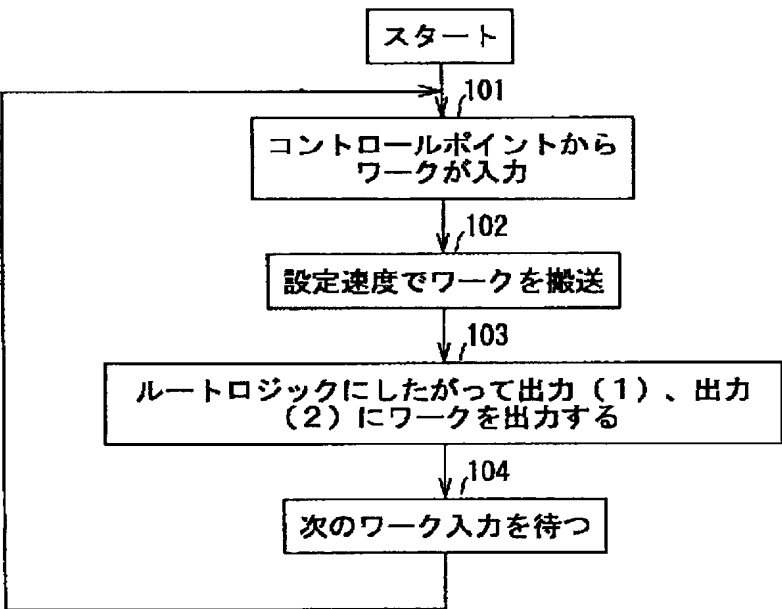 スタート
101
コントロールポイントから
ワークが入力
102
設定速度でワークを搬送
103
ルートロジックにしたがって出力（１）、出力
（２）にワークを出力する
104
次のワーク入力を待つ